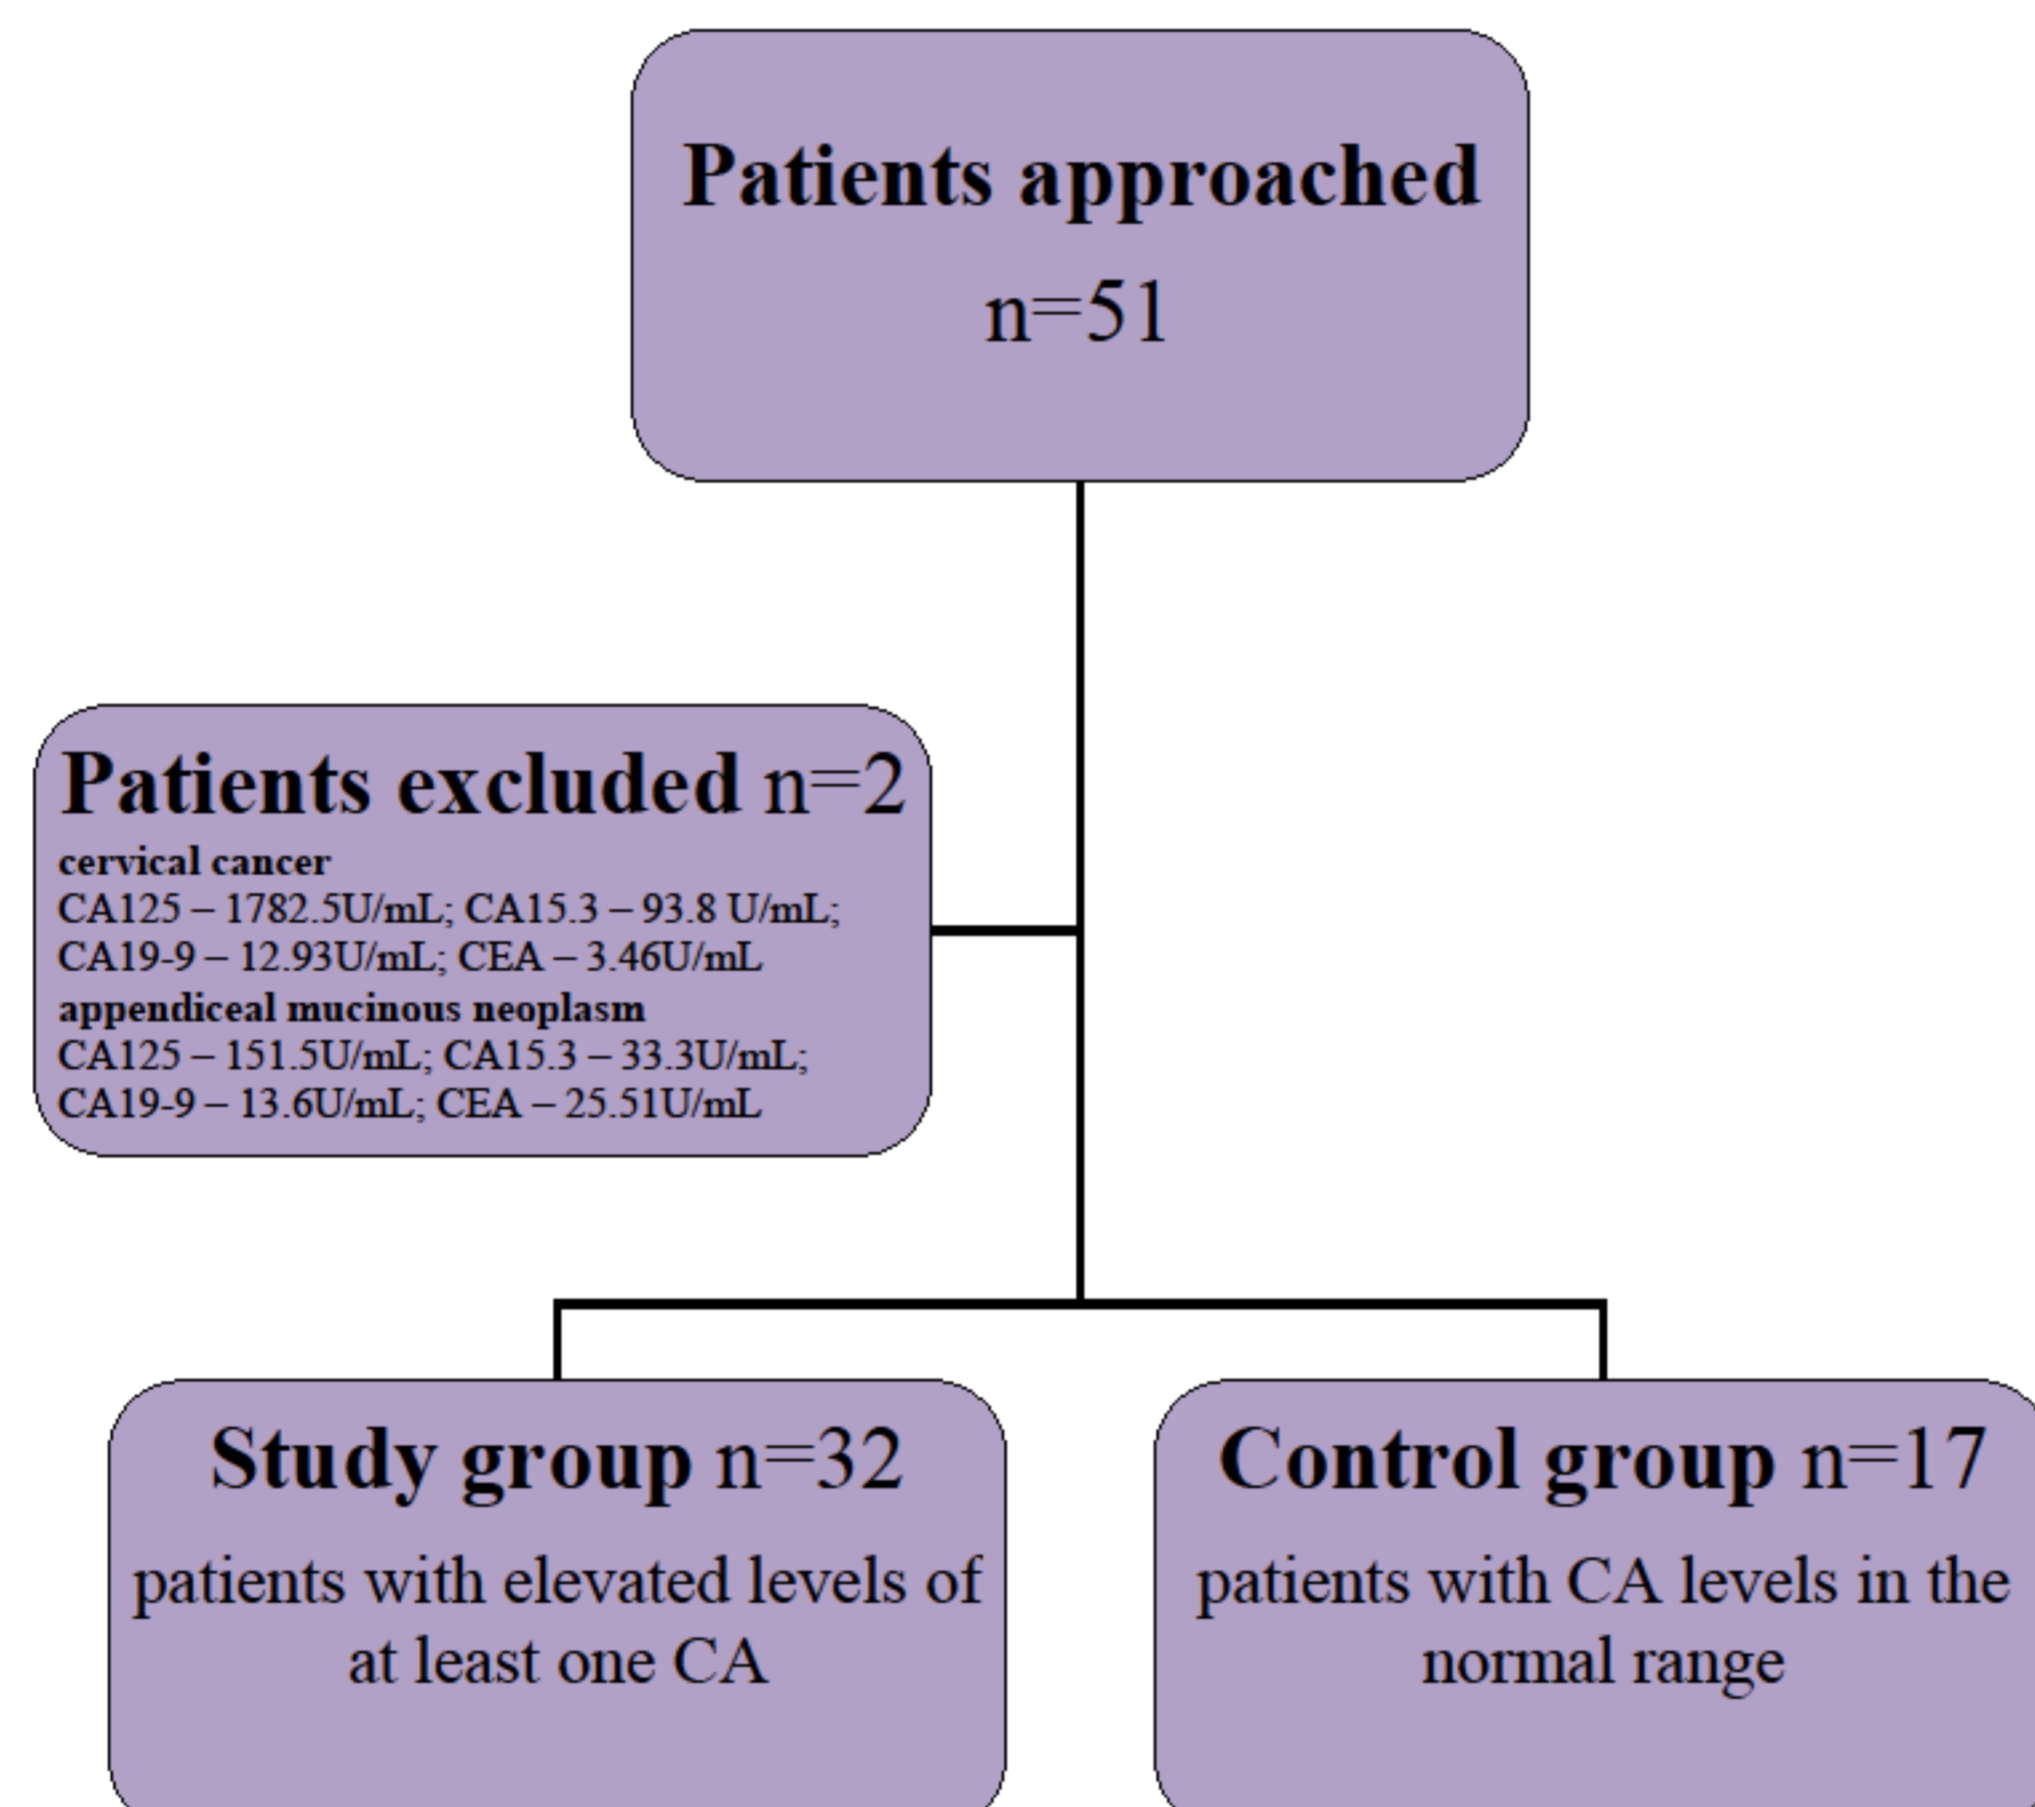 Patients approached
n=51
Patients excluded n=2
cervical cancer
CA125 – 1782.5U/mL; CA15.3 – 93.8 U/mL;
CA19-9 – 12.93U/mL; CEA – 3.46U/mL
appendiceal mucinous neoplasm
CA125 – 151.5U/mL; CA15.3 – 33.3U/mL;
CA19-9 – 13.6U/mL; CEA – 25.51U/mL
Study group n=32
patients with elevated levels of
at least one CA
Control group n=17
patients with CA levels in the
normal range